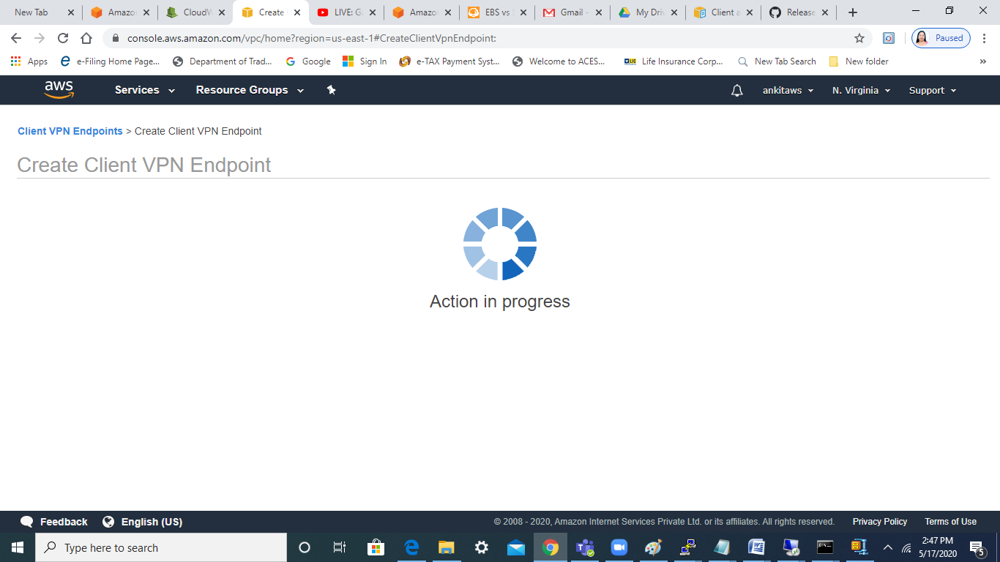 New Tab
Amazo
CloudW
Create
LIVE: G
Amazo
EBS vs
Gmail -
My Driv
Client a
Release
console.aws.amazon.com/vpc/home?region=us-east-1#CreateClientVpnEndpoint:
Paused
Apps
e-Filing Home Page...
Department of Trad...
Google
Sign In
e-TAX Payment Syst...
Welcome to ACES...
LIC
Life Insurance Corp...
New Tab Search
New folder
»
aws
Services
Resource Groups
ankitaws
N. Virginia
Support
Client VPN Endpoints > Create Client VPN Endpoint
Create Client VPN Endpoint
Action in progress
Feedback
English (US)
© 2008 - 2020, Amazon Internet Services Private Ltd. or its affiliates. All rights reserved.
Privacy Policy
Terms of Use
Type here to search
2:47 PM
5/17/2020
5